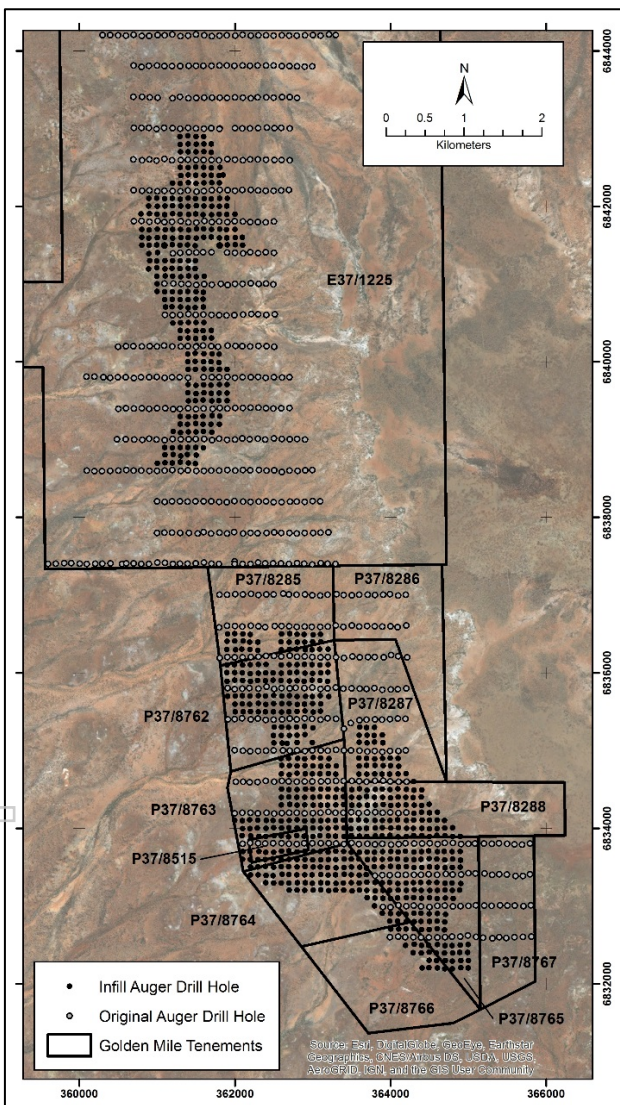 6844000
N
0 0.5 1 2
Kilometers
6842000
E37/1225
6840000
6838000
P37/8285
P37/8286
6836000
P37/8287
P37/8762
P37/8763
P37/8288
6834000
P37/8515
P37/8764
P37/8767
6832000
P37/8765
P37/8766
Infill Auger Drill Hole
Original Auger Drill Hole
Golden Mile Tenements
Source: Esri, DigitalGlobe, GeoEye, Earthstar
Geographics, CNES/Airbus DS, USDA, USGS,
AeroGRID, IGN, and the GIS User Community
360000 362000 364000 366000